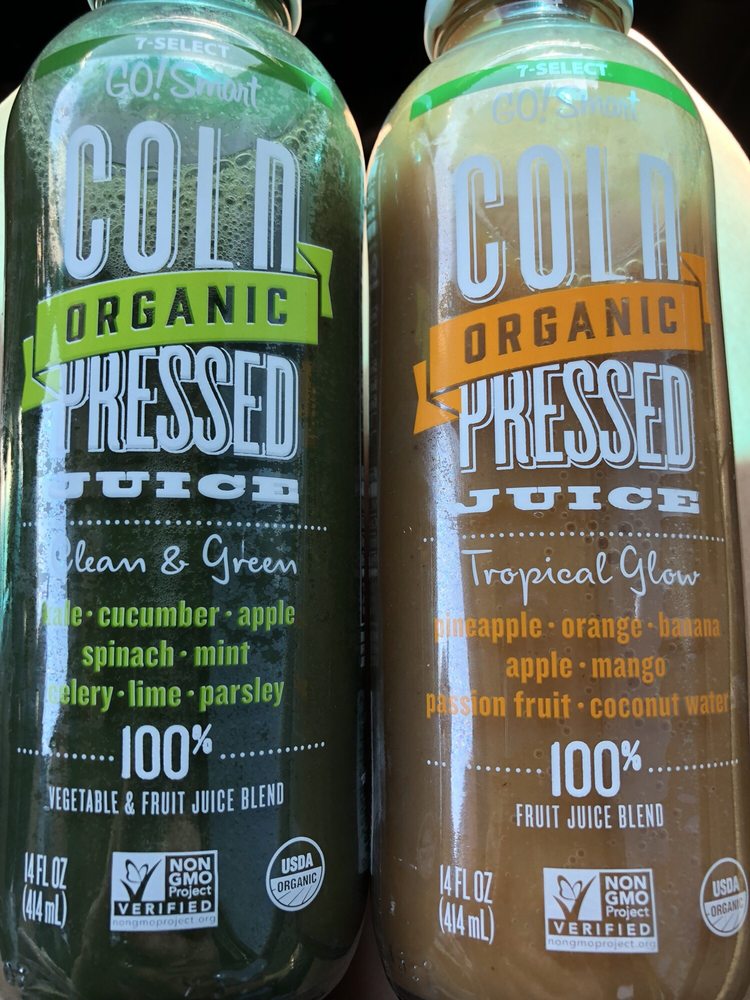 7-SELECT
GO! Smart
COLD
ORGANIC
PRESSED
JUICE
Clean & Green
kale · cucumber · apple
spinach · mint
celery · lime · parsley
100%
VEGETABLE & FRUIT JUICE BLEND
14 FL OZ
(414 mL)
NON
GMO
Project
VERIFIED
nongmoproject.org
USDA
ORGANIC
7-SELECT
GO! Smart
COLD
ORGANIC
PRESSED
JUICE
Tropical Glow
pineapple · orange · banana
apple · mango
passion fruit · coconut water
100%
FRUIT JUICE BLEND
14 FL OZ
(414 mL)
NON
GMO
Project
VERIFIED
nongmoproject.org
USDA
ORGANIC